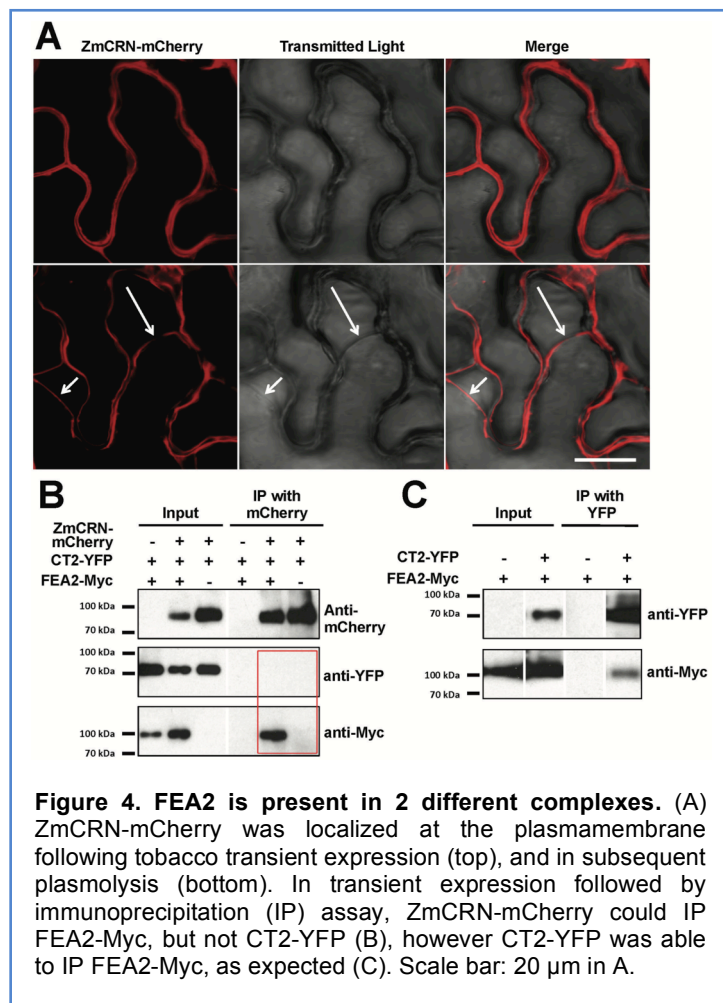 A
ZmCRN-mCherry Transmitted Light Merge
B
Input IP with mCherry
ZmCRN-mCherry - + + - + +
CT2-YFP + + + + + +
FEA2-Myc + + - + + -
100 kDa
70 kDa
Anti-mCherry
100 kDa
70 kDa
anti-YFP
100 kDa
70 kDa
anti-Myc
C
Input IP with YFP
CT2-YFP - + - +
FEA2-Myc + + + +
100 kDa
70 kDa
anti-YFP
100 kDa
70 kDa
anti-Myc
Figure 4. FEA2 is present in 2 different complexes. (A)
ZmCRN-mCherry was localized at the plasmamembrane
following tobacco transient expression (top), and in subsequent
plasmolysis (bottom). In transient expression followed by
immunoprecipitation (IP) assay, ZmCRN-mCherry could IP
FEA2-Myc, but not CT2-YFP (B), however CT2-YFP was able
to IP FEA2-Myc, as expected (C). Scale bar: 20 µm in A.